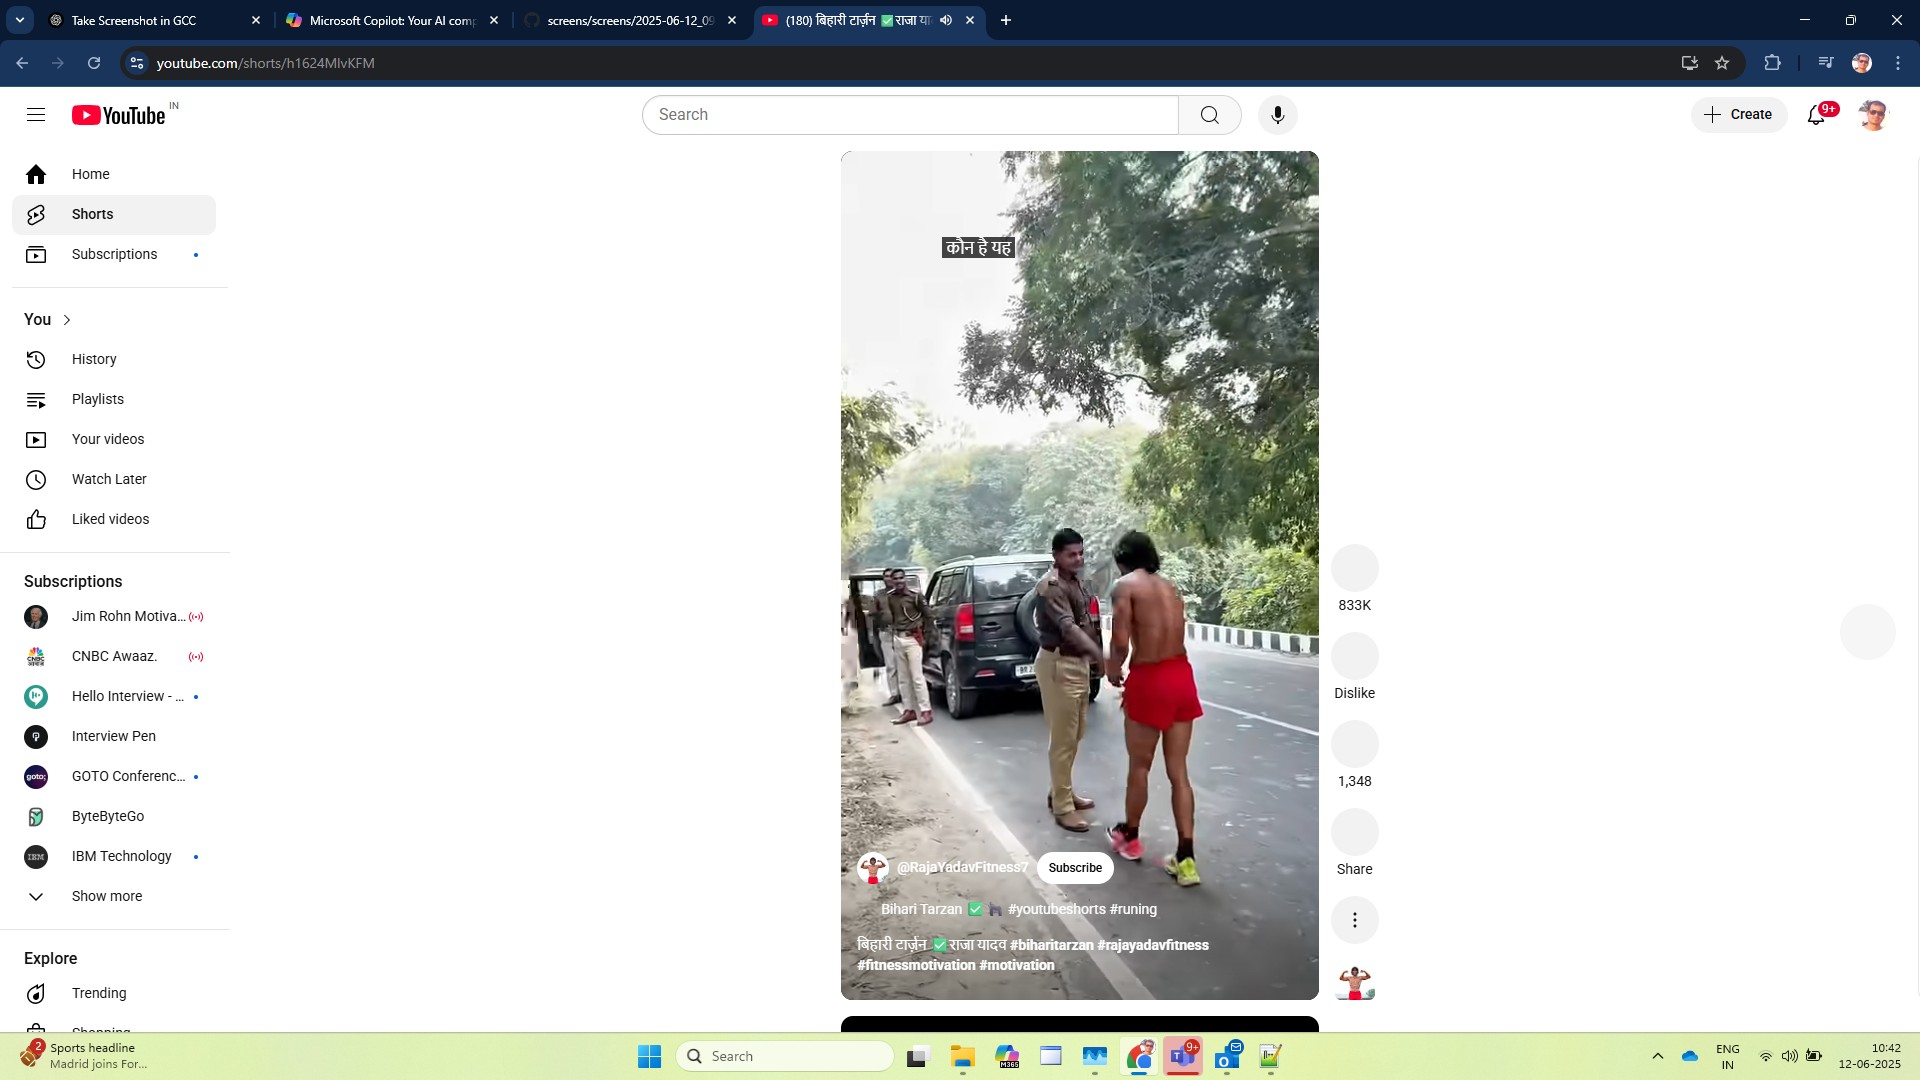 Take Screenshot in GCC
Microsoft Copilot: Your AI comp
screens/screens/2025-06-12_09
(180) बिहारी टार्ज़न ✅राजा या
youtube.com/shorts/h1624MlvKFM
YouTube IN
Search
Create
9+
Home
Shorts
Subscriptions
You
History
Playlists
Your videos
Watch Later
Liked videos
Subscriptions
Jim Rohn Motiva...
CNBC Awaaz.
Hello Interview - ...
Interview Pen
GOTO Conferenc...
ByteByteGo
IBM Technology
Show more
Explore
Trending
Shopping
कौन है यह
@RajaYadavFitness7 Subscribe
Bihari Tarzan ✅ #youtubeshorts #runing
बिहारी टार्ज़न ✅राजा यादव #biharitarzan #rajayadavfitness
#fitnessmotivation #motivation
833K
Dislike
1,348
Share
2
Sports headline
Madrid joins For...
Search
M365
9+
ENG
IN
10:42
12-06-2025